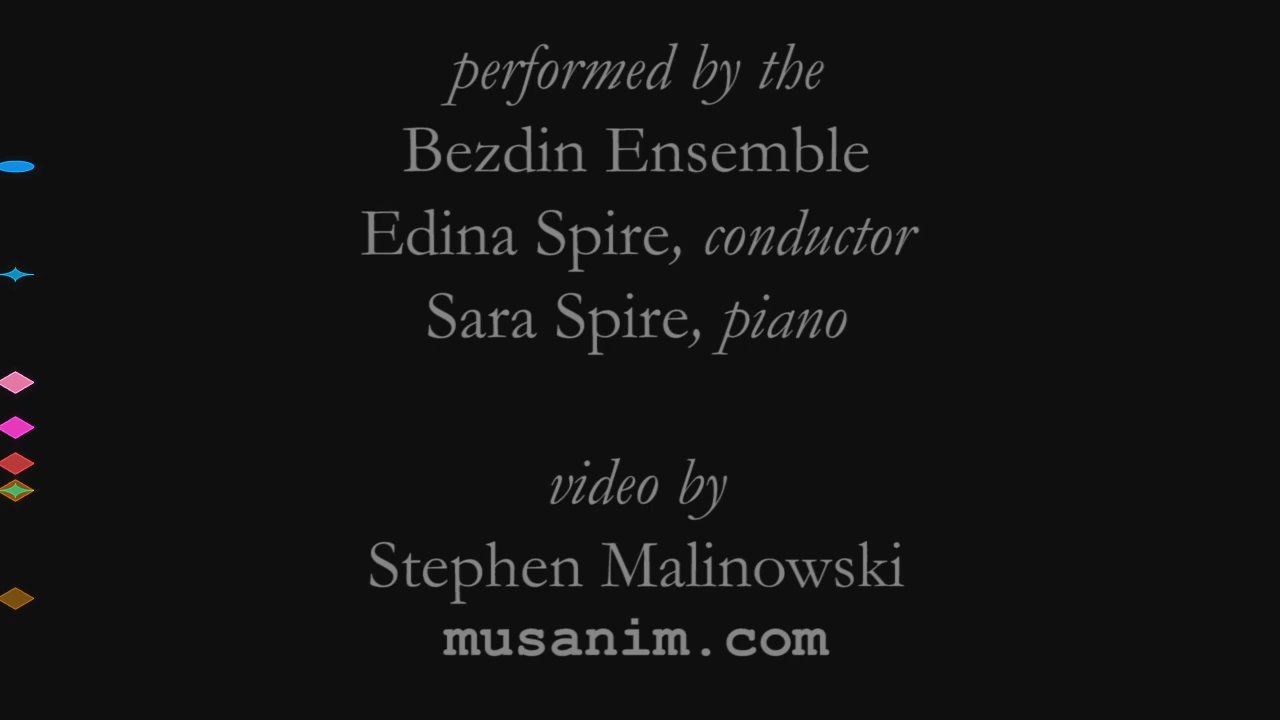 performed by the
Bezdin Ensemble
Edina Spire, conductor
Sara Spire, piano
video by
Stephen Malinowski
musanim.com